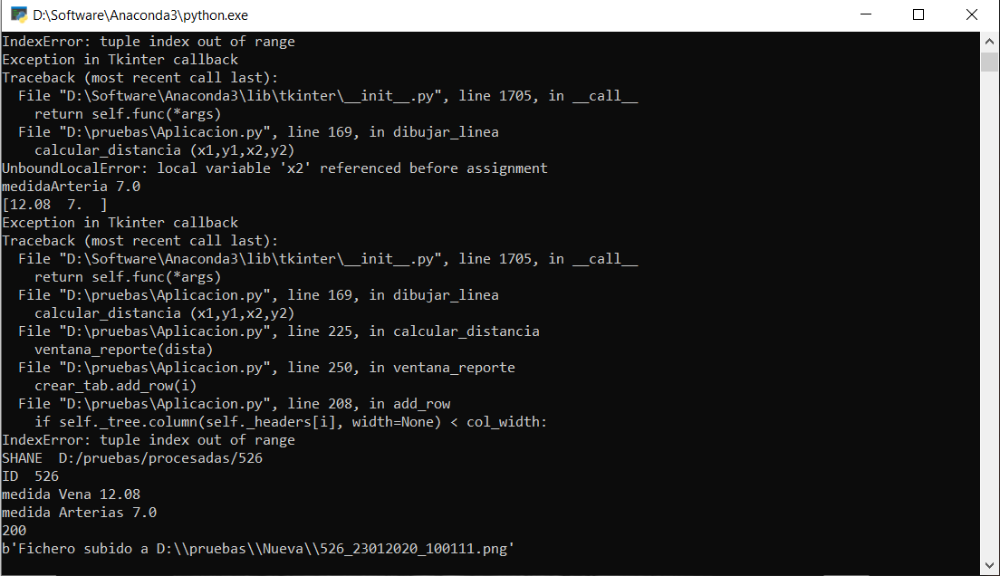 D:\Software\Anaconda3\python.exe
IndexError: tuple index out of range
Exception in Tkinter callback
Traceback (most recent call last):
  File "D:\Software\Anaconda3\lib\tkinter\__init__.py", line 1705, in __call__
    return self.func(*args)
  File "D:\pruebas\Aplicacion.py", line 169, in dibujar_linea
    calcular_distancia (x1,y1,x2,y2)
UnboundLocalError: local variable 'x2' referenced before assignment
medidaArteria 7.0
[12.08  7.  ]
Exception in Tkinter callback
Traceback (most recent call last):
  File "D:\Software\Anaconda3\lib\tkinter\__init__.py", line 1705, in __call__
    return self.func(*args)
  File "D:\pruebas\Aplicacion.py", line 169, in dibujar_linea
    calcular_distancia (x1,y1,x2,y2)
  File "D:\pruebas\Aplicacion.py", line 225, in calcular_distancia
    ventana_reporte(dista)
  File "D:\pruebas\Aplicacion.py", line 250, in ventana_reporte
    crear_tab.add_row(i)
  File "D:\pruebas\Aplicacion.py", line 208, in add_row
    if self._tree.column(self._headers[i], width=None) < col_width:
IndexError: tuple index out of range
SHANE  D:/pruebas/procesadas/526
ID  526
medida Vena 12.08
medida Arterias 7.0
200
b'Fichero subido a D:\\pruebas\\Nueva\\526_23012020_100111.png'